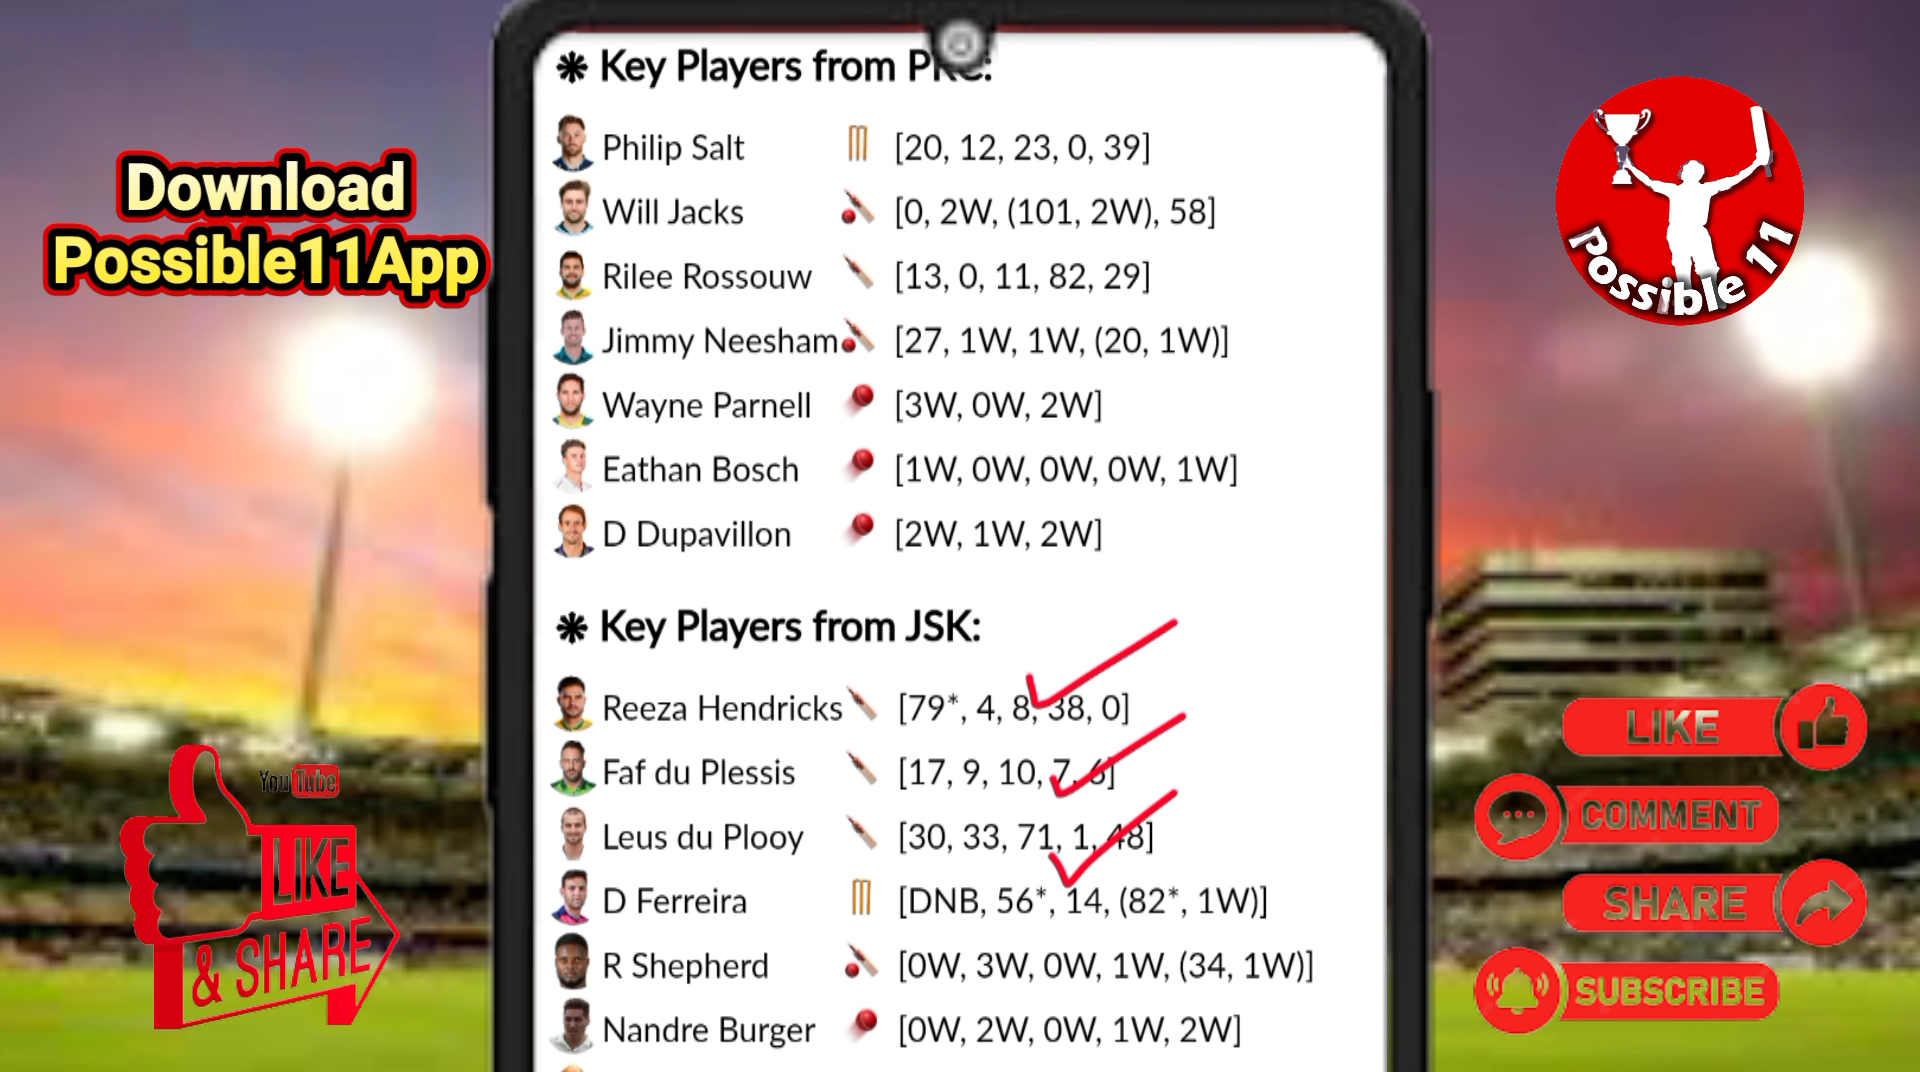 Key Players from PRC:
Philip Salt [20, 12, 23, 0, 39]
Will Jacks [0, 2W, (101, 2W), 58]
Rilee Rossouw [13, 0, 11, 82, 29]
Jimmy Neesham [27, 1W, 1W, (20, 1W)]
Wayne Parnell [3W, 0W, 2W]
Eathan Bosch [1W, 0W, 0W, 0W, 1W]
D Dupavillon [2W, 1W, 2W]
Key Players from JSK:
Reeza Hendricks [79*, 4, 8, 38, 0]
Faf du Plessis [17, 9, 10, 7, 6]
Leus du Plooy [30, 33, 71, 1, 48]
D Ferreira [DNB, 56*, 14, (82*, 1W)]
R Shepherd [0W, 3W, 0W, 1W, (34, 1W)]
Nandre Burger [0W, 2W, 0W, 1W, 2W]
Download
Possible11App
YouTube
LIKE
& SHARE
Possible 11
LIKE
COMMENT
SHARE
SUBSCRIBE